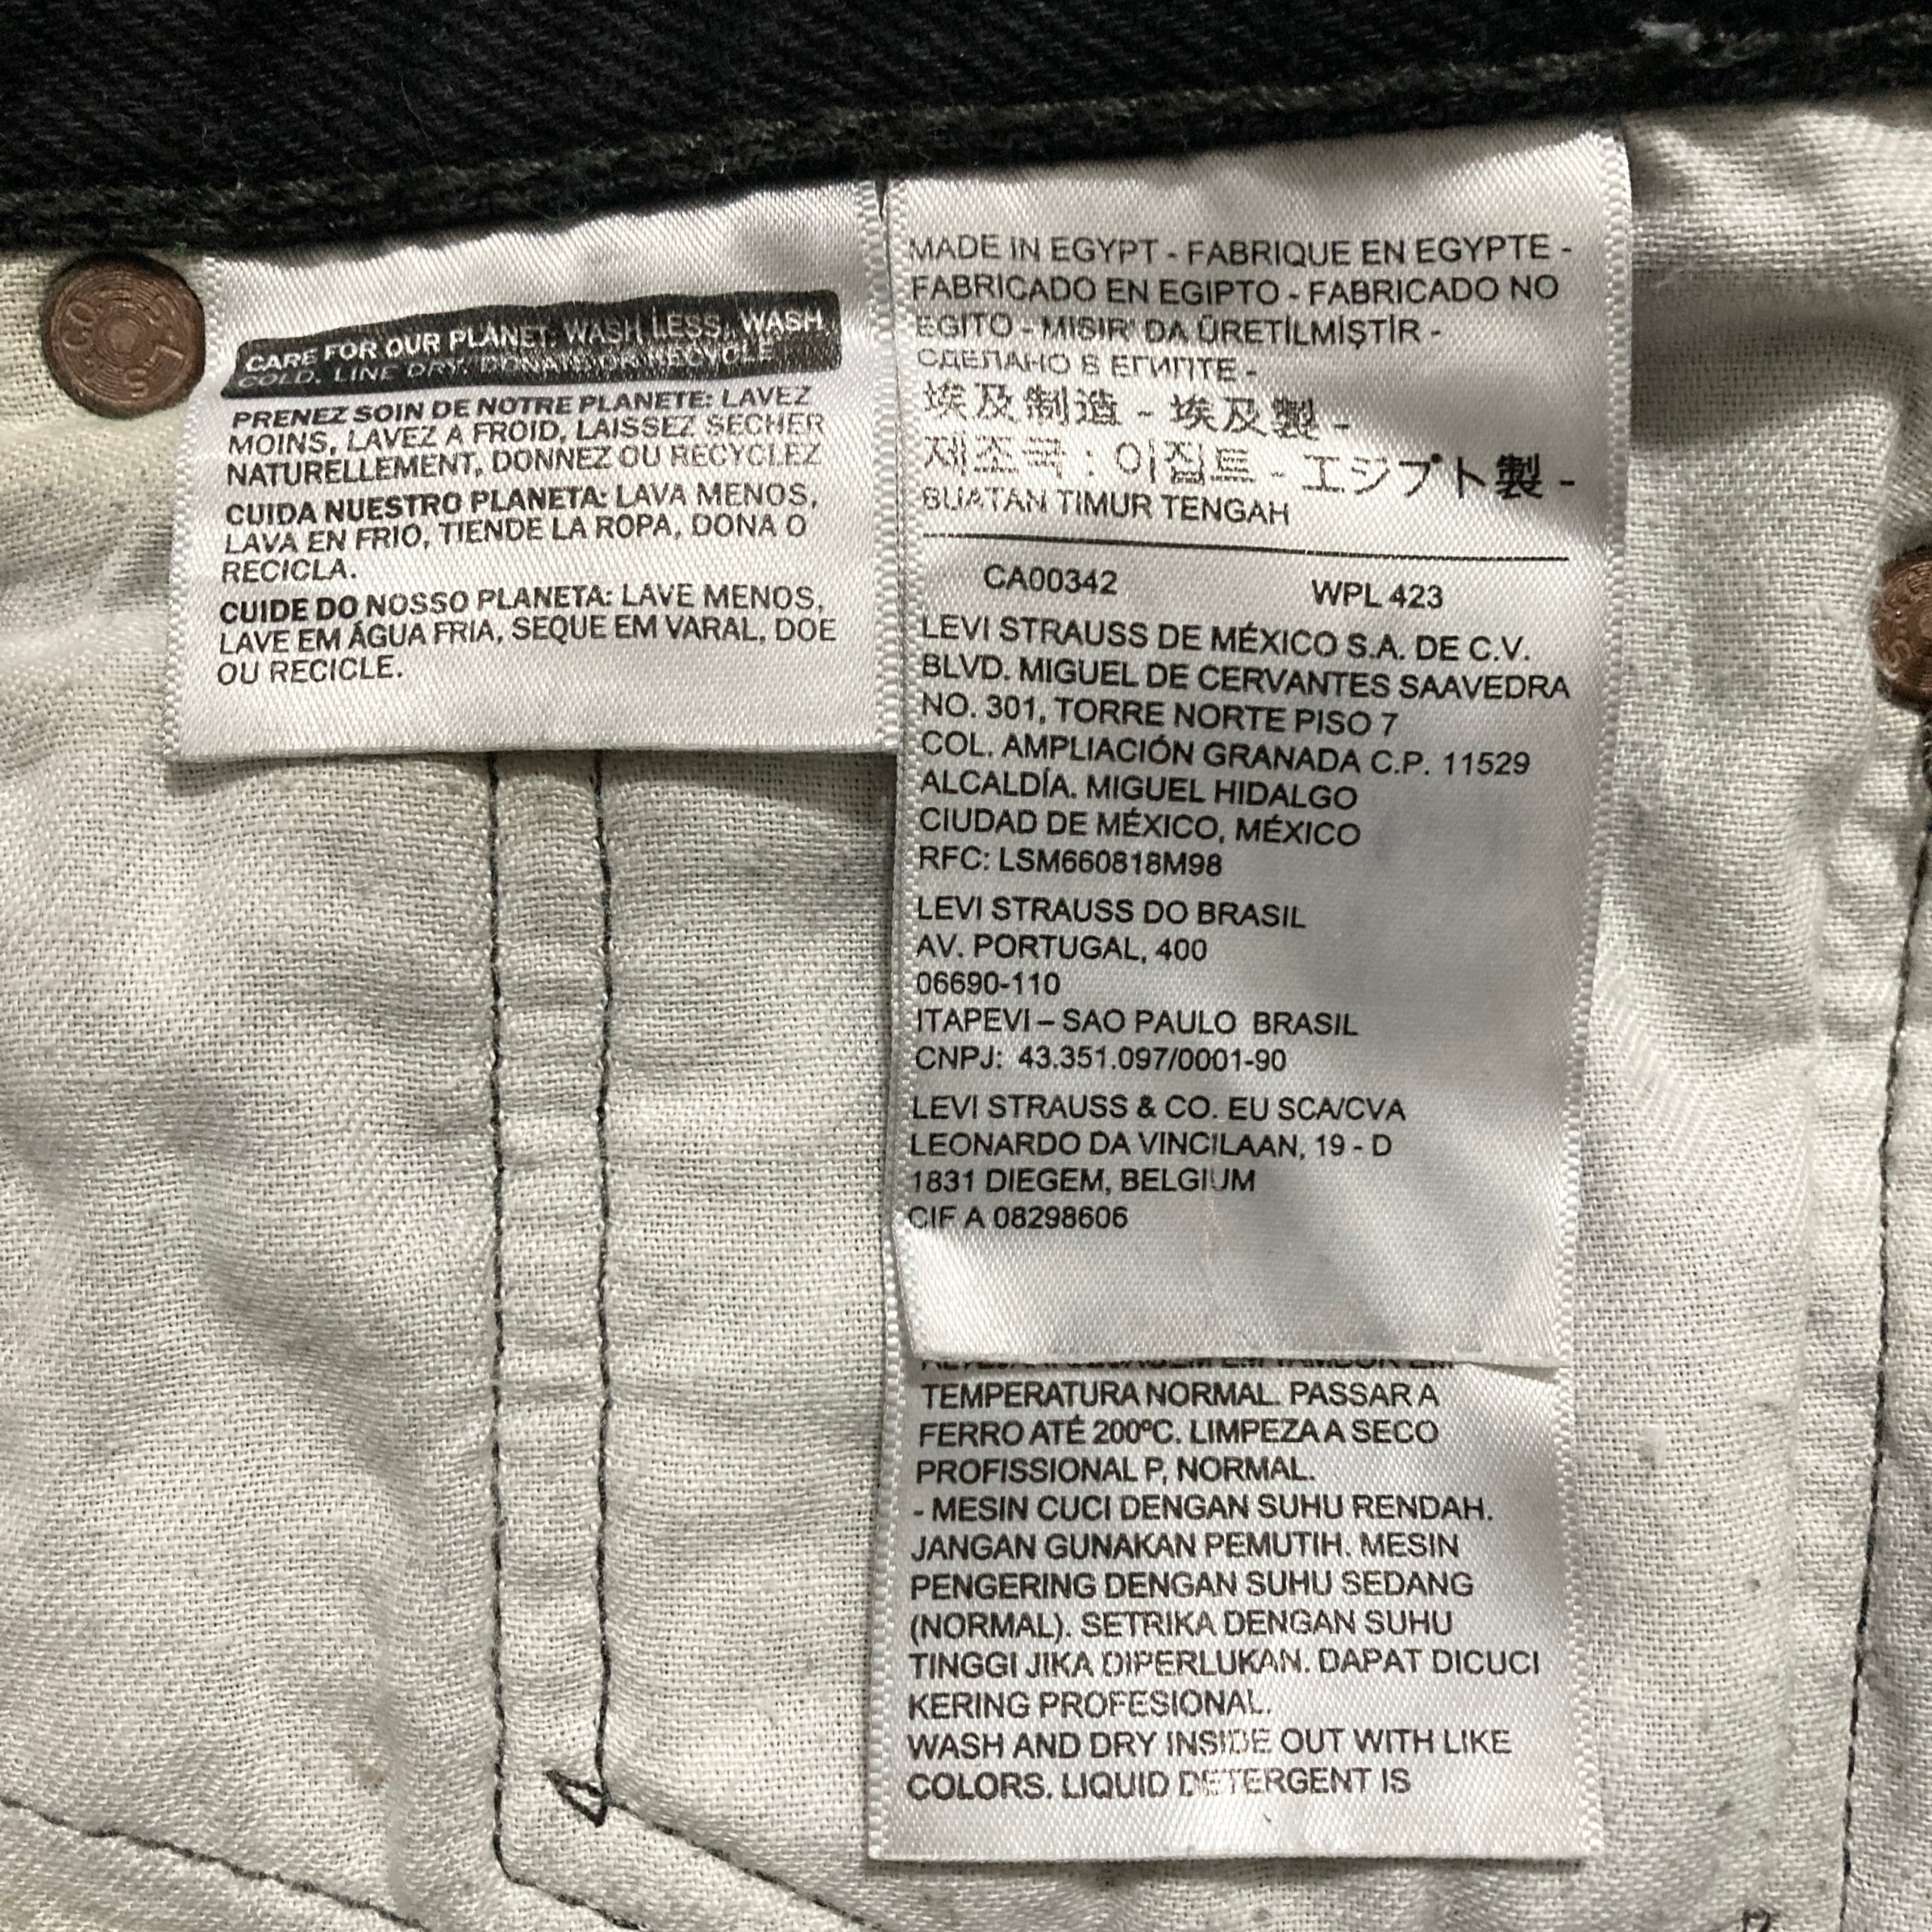 CARE FOR OUR PLANET: WASH LESS, WASH
COLD, LINE DRY, DONATE OR RECYCLE
PRENEZ SOIN DE NOTRE PLANETE: LAVEZ
MOINS, LAVEZ A FROID, LAISSEZ SECHER
NATURELLEMENT, DONNEZ OU RECYCLEZ
CUIDA NUESTRO PLANETA: LAVA MENOS,
LAVA EN FRIO, TIENDE LA ROPA, DONA O
RECICLA.
CUIDE DO NOSSO PLANETA: LAVE MENOS,
LAVE EM ÁGUA FRIA, SEQUE EM VARAL, DOE
OU RECICLE.
MADE IN EGYPT - FABRIQUE EN EGYPTE -
FABRICADO EN EGIPTO - FABRICADO NO
EGITO - MISIR' DA ÜRETİLMİŞTİR -
СДЕЛАНО В ЕГИПТЕ -
埃及制造 - 埃及製 -
제조국 : 이집트 - エジプト製 -
BUATAN TIMUR TENGAH
CA00342 WPL 423
LEVI STRAUSS DE MÉXICO S.A. DE C.V.
BLVD. MIGUEL DE CERVANTES SAAVEDRA
NO. 301, TORRE NORTE PISO 7
COL. AMPLIACIÓN GRANADA C.P. 11529
ALCALDÍA. MIGUEL HIDALGO
CIUDAD DE MÉXICO, MÉXICO
RFC: LSM660818M98
LEVI STRAUSS DO BRASIL
AV. PORTUGAL, 400
06690-110
ITAPEVI – SAO PAULO BRASIL
CNPJ: 43.351.097/0001-90
LEVI STRAUSS & CO. EU SCA/CVA
LEONARDO DA VINCILAAN, 19 - D
1831 DIEGEM, BELGIUM
CIF A 08298606
TEMPERATURA NORMAL. PASSAR A
FERRO ATÉ 200ºC. LIMPEZA A SECO
PROFISSIONAL P, NORMAL.
- MESIN CUCI DENGAN SUHU RENDAH.
JANGAN GUNAKAN PEMUTIH. MESIN
PENGERING DENGAN SUHU SEDANG
(NORMAL). SETRIKA DENGAN SUHU
TINGGI JIKA DIPERLUKAN. DAPAT DICUCI
KERING PROFESIONAL.
WASH AND DRY INSIDE OUT WITH LIKE
COLORS. LIQUID DETERGENT IS